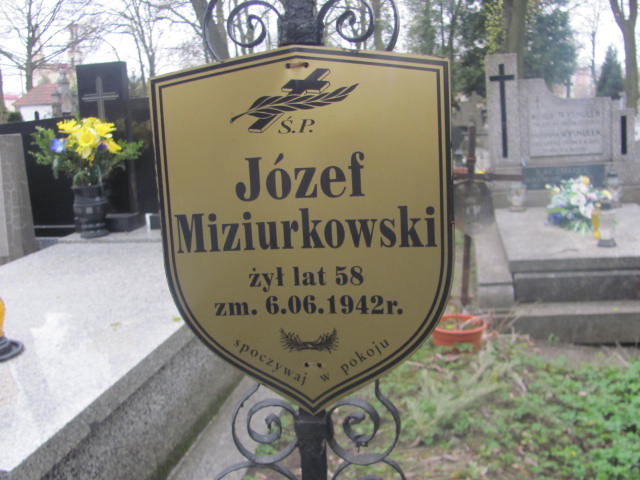 Ś.P.
Józef
Miziurkowski
żył lat 58
zm. 6.06.1942r.
spoczywaj w pokoju